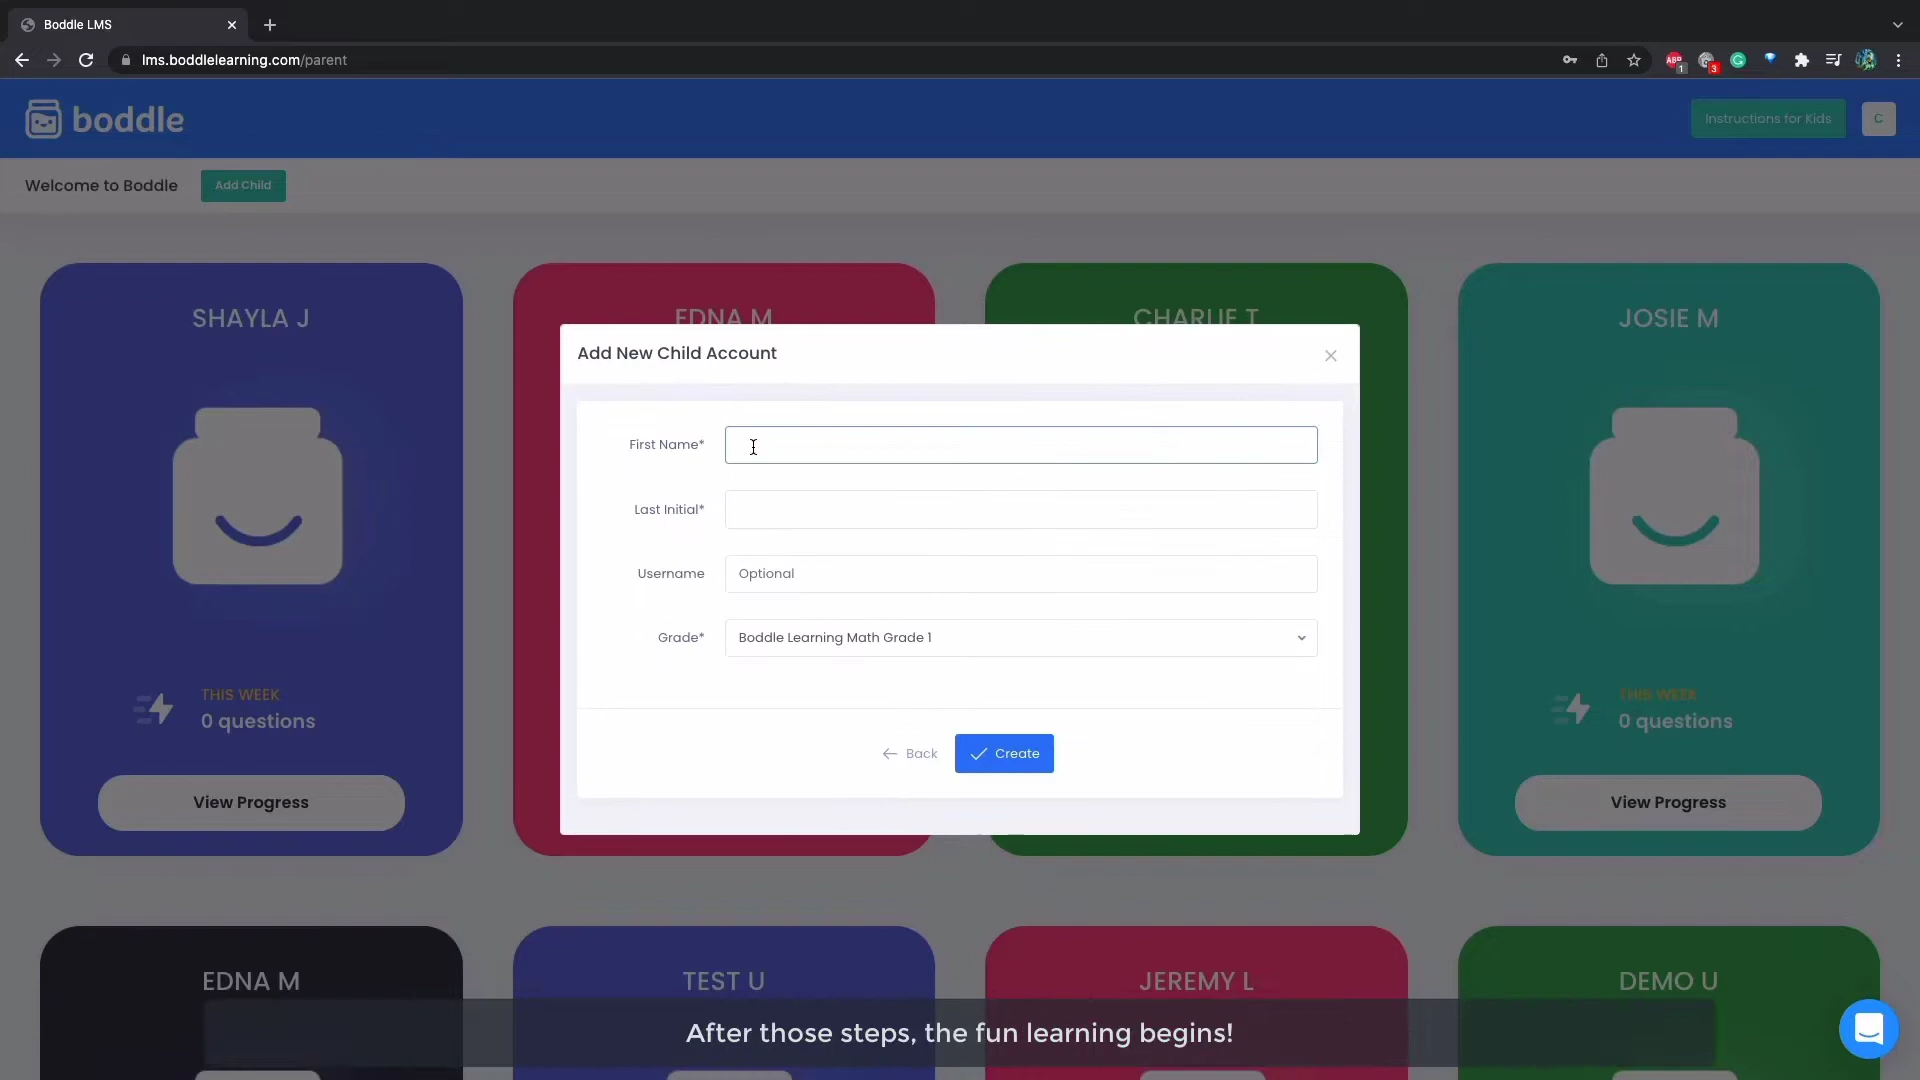 Boddle LMS
lms.boddlelearning.com/parent
ABP
1
3
boddle
Instructions for Kids
C
Welcome to Boddle
Add Child
SHAYLA J
EDNA M
CHARLIE T
JOSIE M
Add New Child Account
First Name*
Last Initial*
Username
Optional
Grade*
Boddle Learning Math Grade 1
THIS WEEK
0 questions
THIS WEEK
0 questions
Back
Create
View Progress
View Progress
EDNA M
TEST U
JEREMY L
DEMO U
After those steps, the fun learning begins!